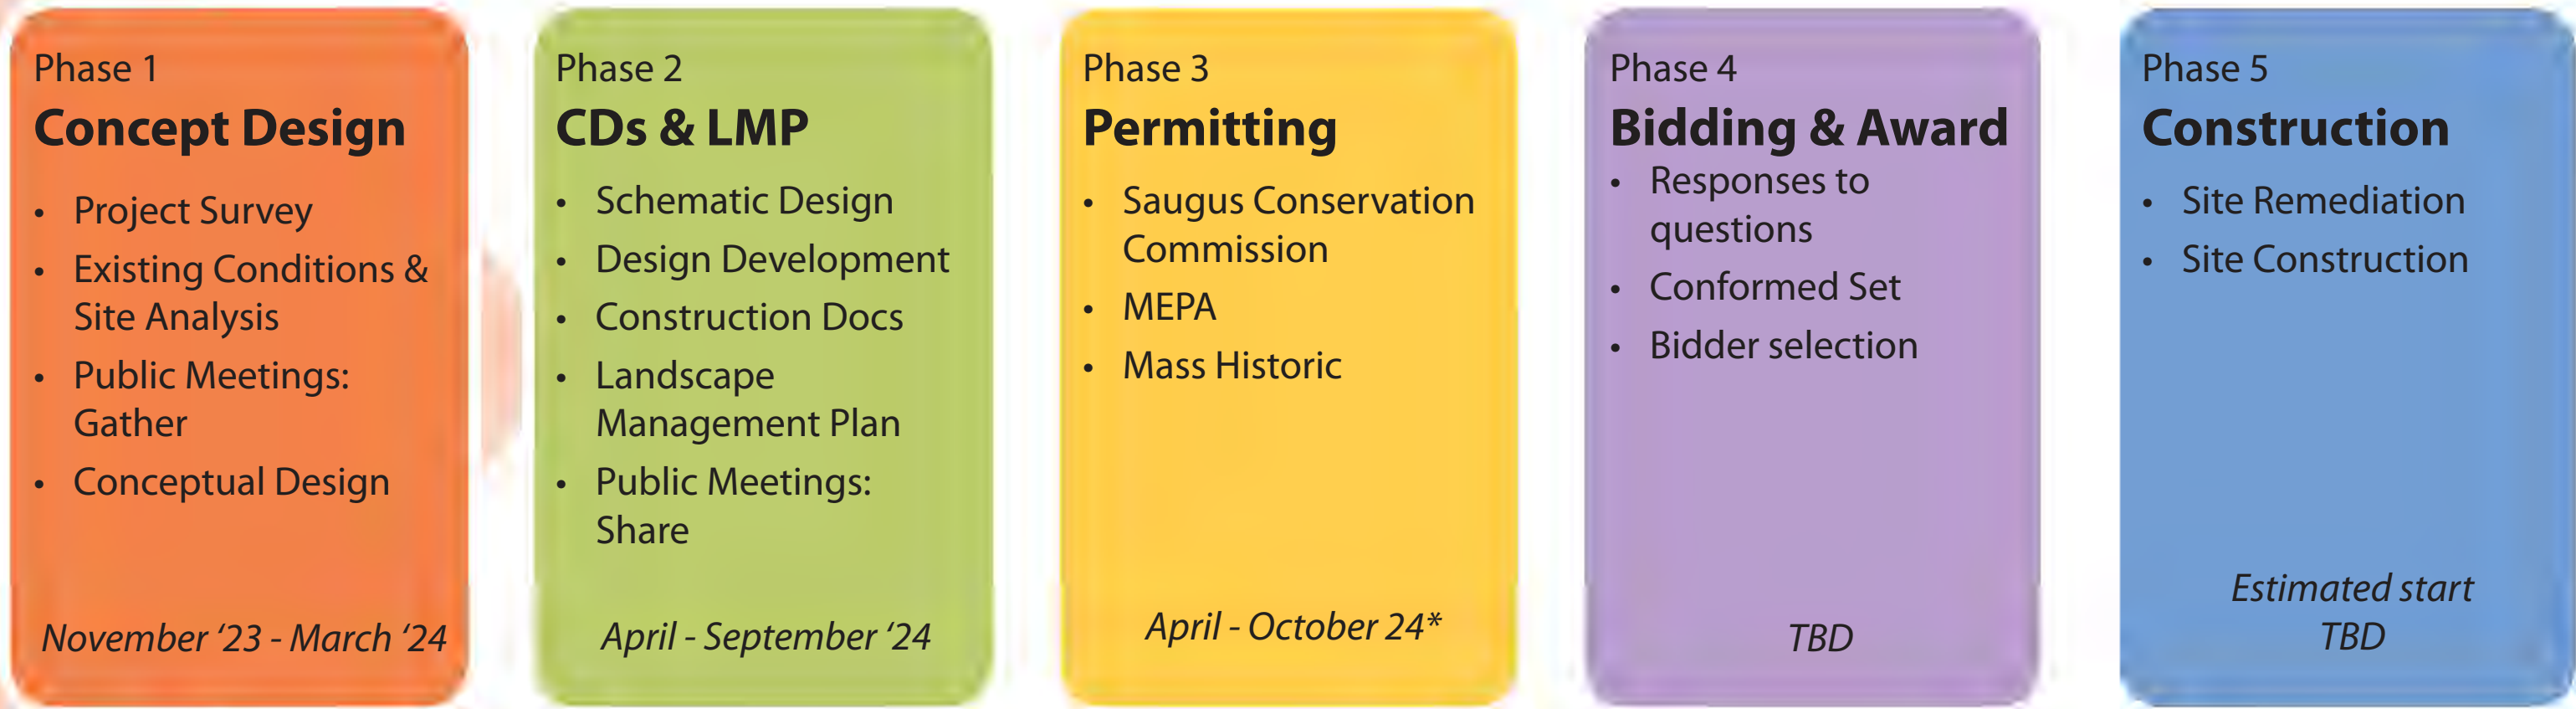 Phase 1
Concept Design
• Project Survey
• Existing Conditions &
Site Analysis
• Public Meetings:
Gather
• Conceptual Design
November ‘23 - March ‘24
Phase 2
CDs & LMP
• Schematic Design
• Design Development
• Construction Docs
• Landscape
Management Plan
• Public Meetings:
Share
April - September ‘24
Phase 3
Permitting
• Saugus Conservation
Commission
• MEPA
• Mass Historic
April - October 24*
Phase 4
Bidding & Award
• Responses to
questions
• Conformed Set
• Bidder selection
TBD
Phase 5
Construction
• Site Remediation
• Site Construction
Estimated start
TBD